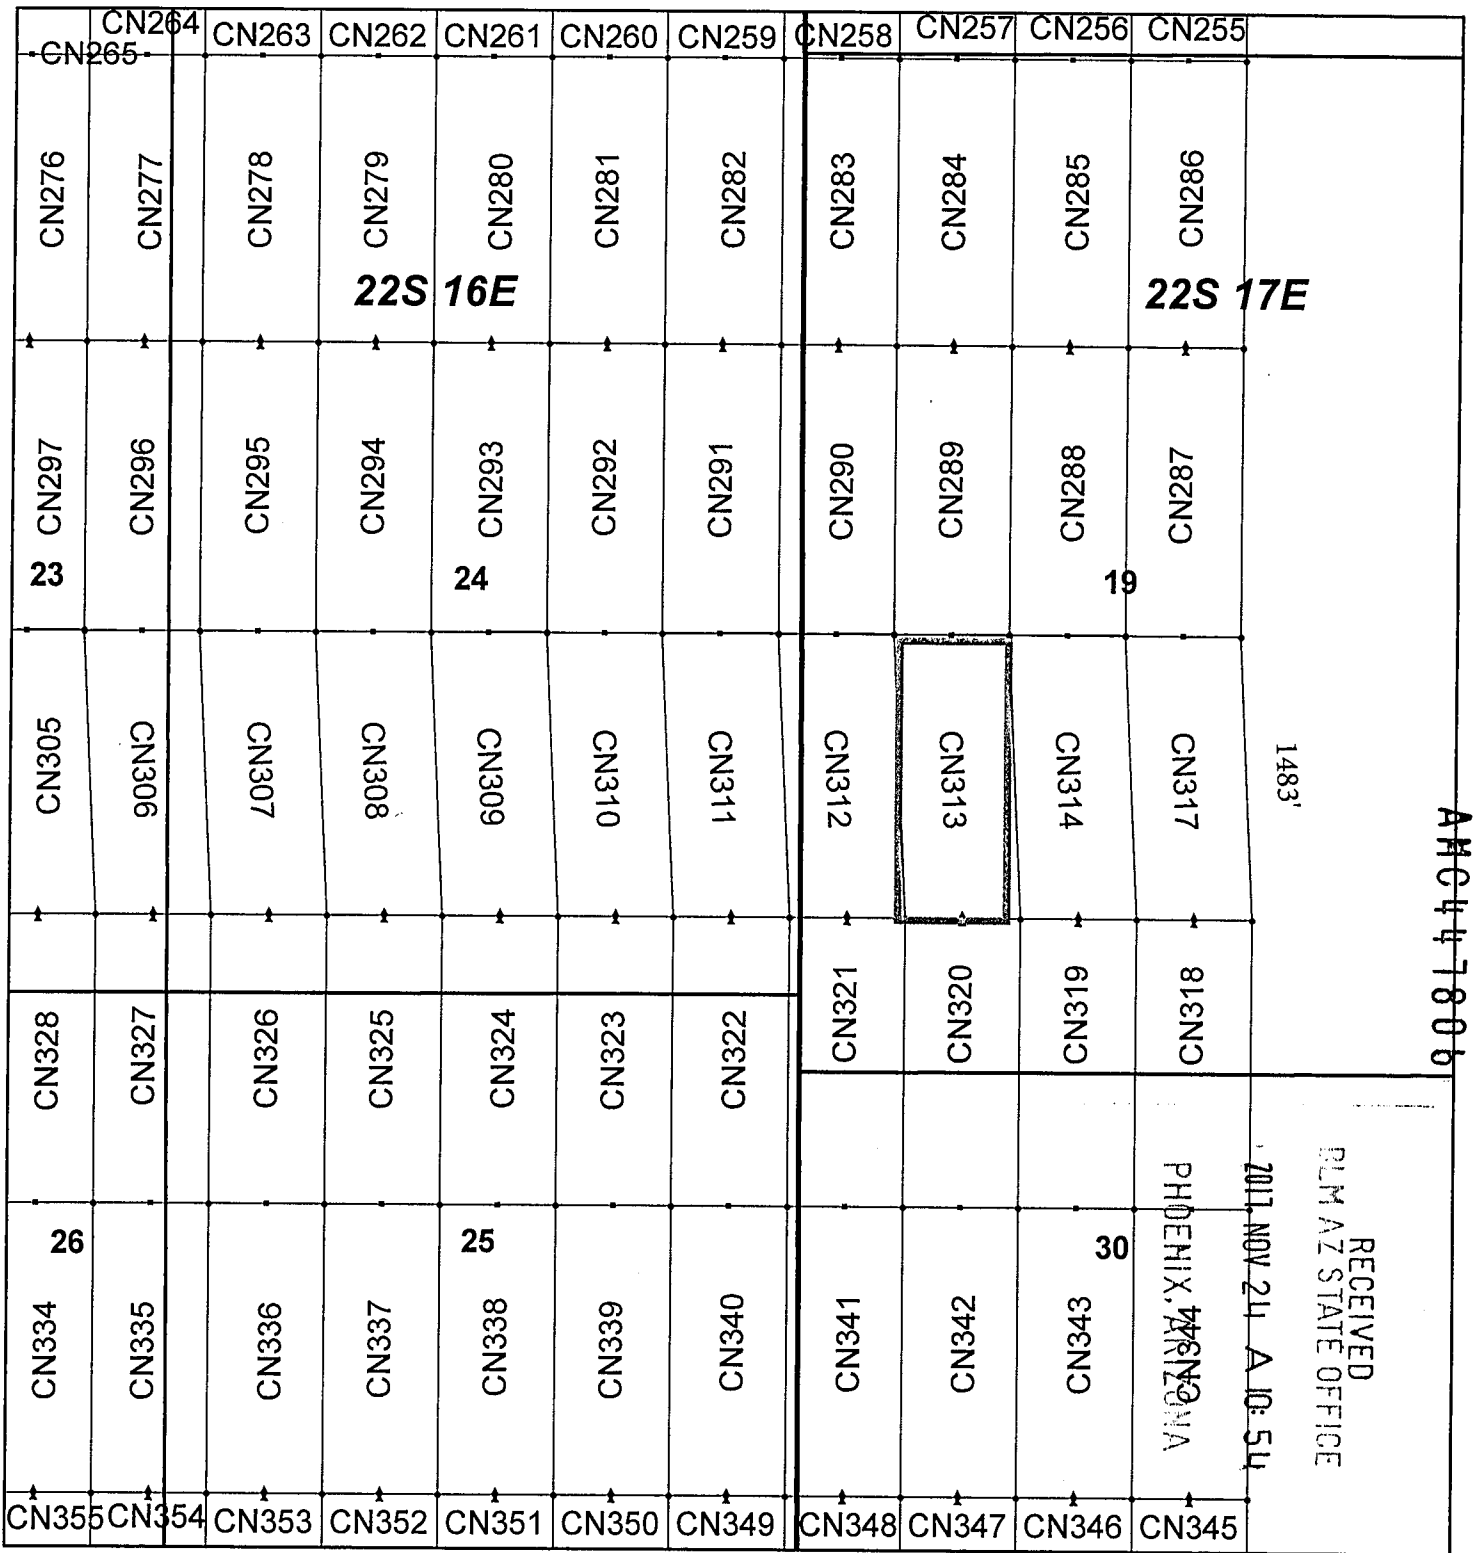 CN264 CN263 CN262 CN261 CN260 CN259 CN258 CN257 CN256 CN255
CN265
CN276 CN277 CN278 CN279 CN280 CN281 CN282 CN283 CN284 CN285 CN286
22S 16E 22S 17E
CN297 CN296 CN295 CN294 CN293 CN292 CN291 CN290 CN289 CN288 CN287
23 24 19
CN305 CN306 CN307 CN308 CN309 CN310 CN311 CN312 CN313 CN314 CN317
1483'
AMC447806
CN328 CN327 CN326 CN325 CN324 CN323 CN322 CN321 CN320 CN319 CN318
26 25 30
CN334 CN335 CN336 CN337 CN338 CN339 CN340 CN341 CN342 CN343 CN344
RECEIVED
BLM AZ STATE OFFICE
2017 NOV 24 A 10:54
PHOENIX, ARIZONA
CN355 CN354 CN353 CN352 CN351 CN350 CN349 CN348 CN347 CN346 CN345